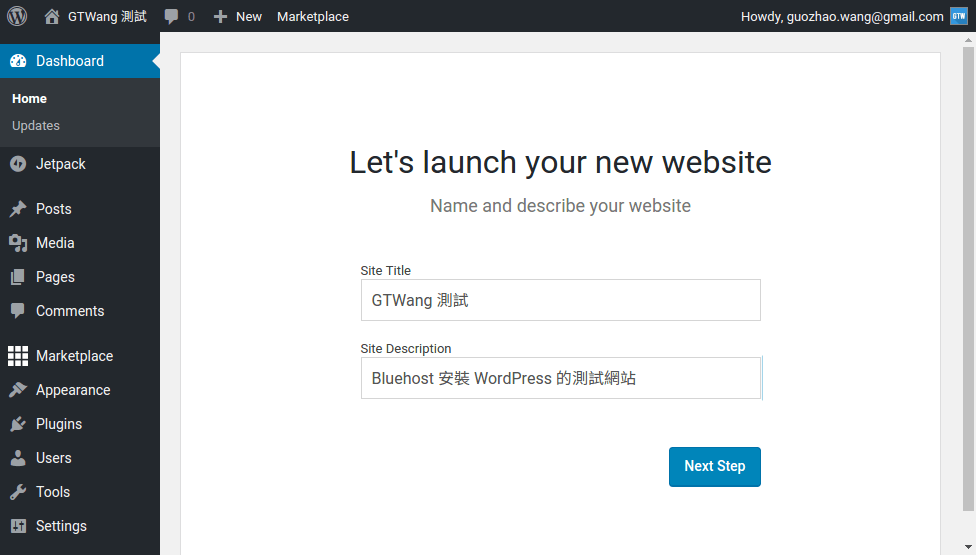 GTWang 測試 0 New Marketplace Howdy, guozhao.wang@gmail.com GTW
Dashboard
Home
Updates
Jetpack
Posts
Media
Pages
Comments
Marketplace
Appearance
Plugins
Users
Tools
Settings
Let's launch your new website
Name and describe your website
Site Title
GTWang 測試
Site Description
Bluehost 安裝 WordPress 的測試網站
Next Step